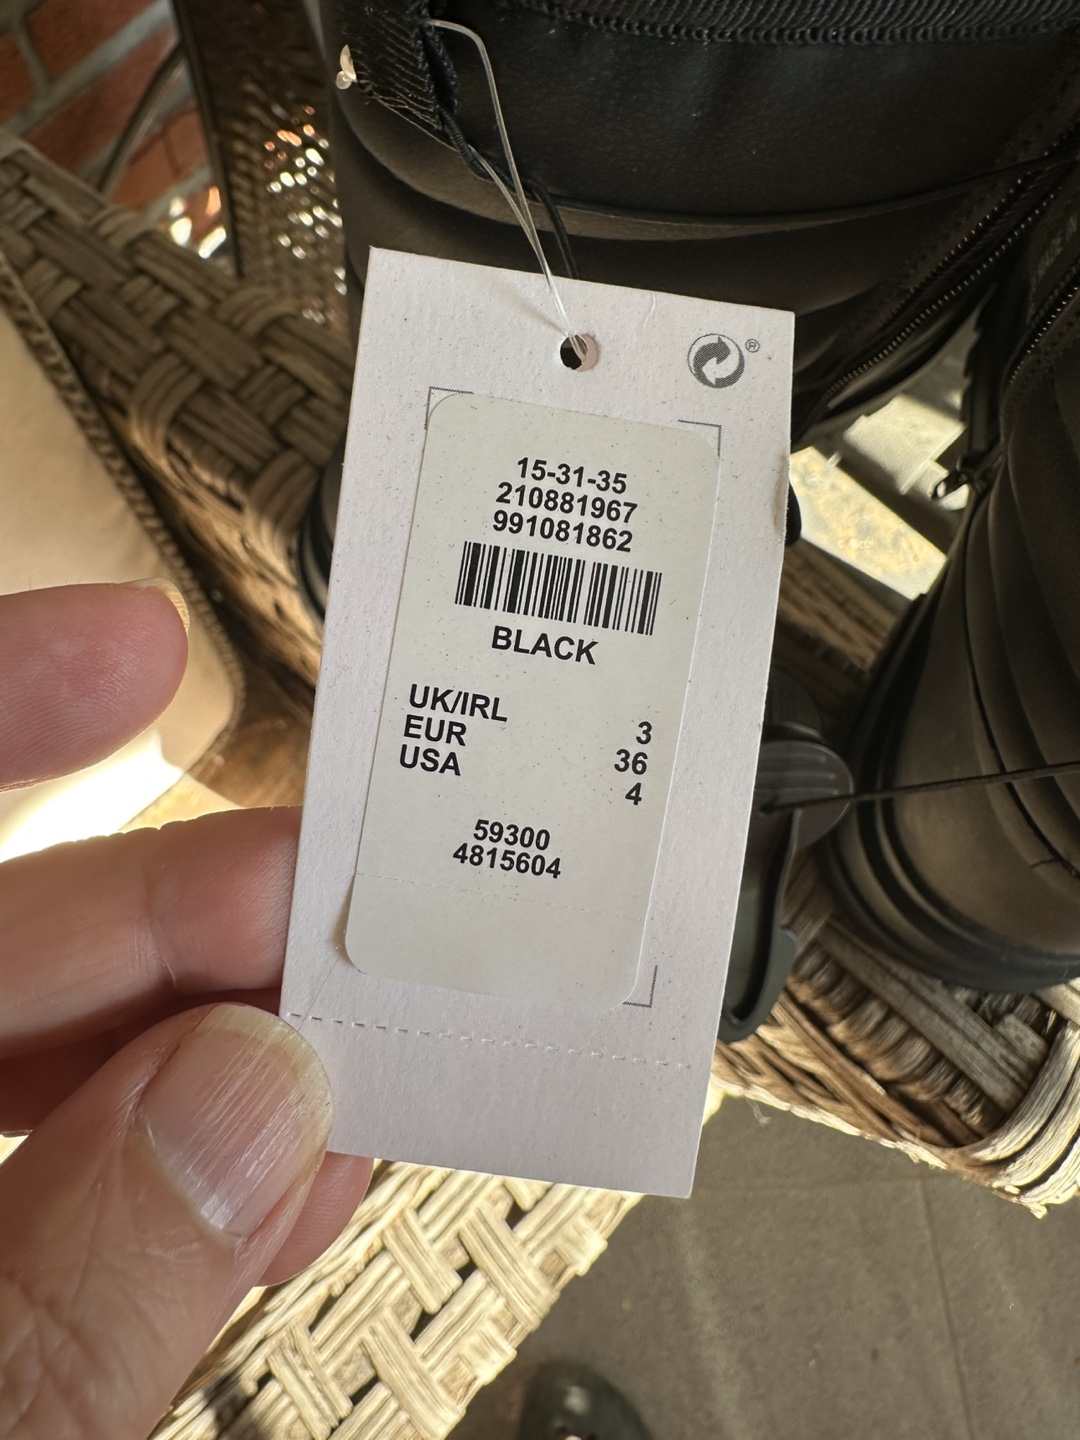 ®
15-31-35
210881967
991081862
BLACK
UK/IRL 3
EUR 36
USA 4
59300
4815604